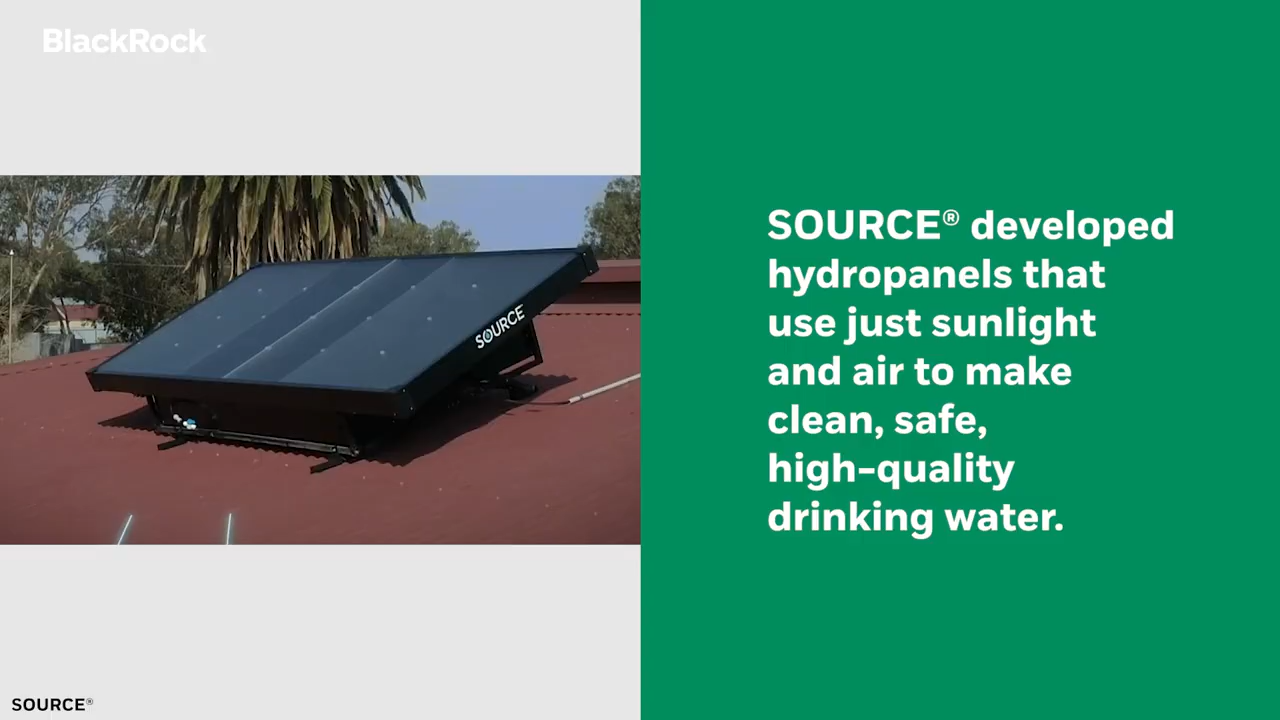 BlackRock
SOURCE
SOURCE® developed
hydropanels that
use just sunlight
and air to make
clean, safe,
high-quality
drinking water.
SOURCE®